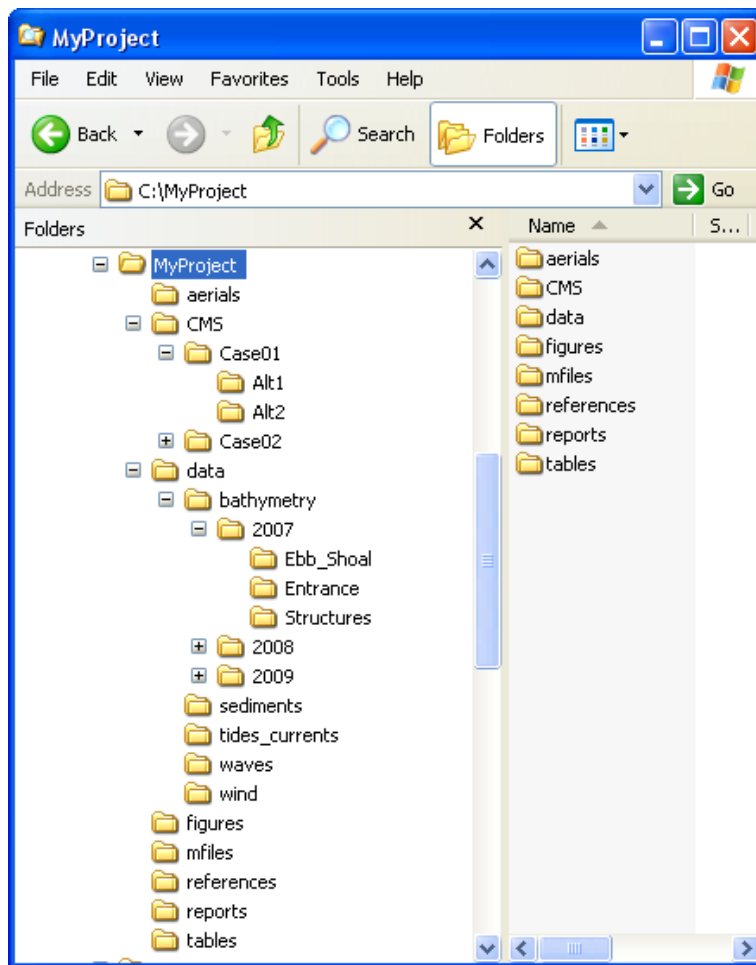 MyProject
File Edit View Favorites Tools Help
Back Search Folders
Address C:\MyProject Go
Folders
MyProject
aerials
CMS
Case01
Alt1
Alt2
Case02
data
bathymetry
2007
Ebb_Shoal
Entrance
Structures
2008
2009
sediments
tides_currents
waves
wind
figures
mfiles
references
reports
tables
Name S...
aerials
CMS
data
figures
mfiles
references
reports
tables